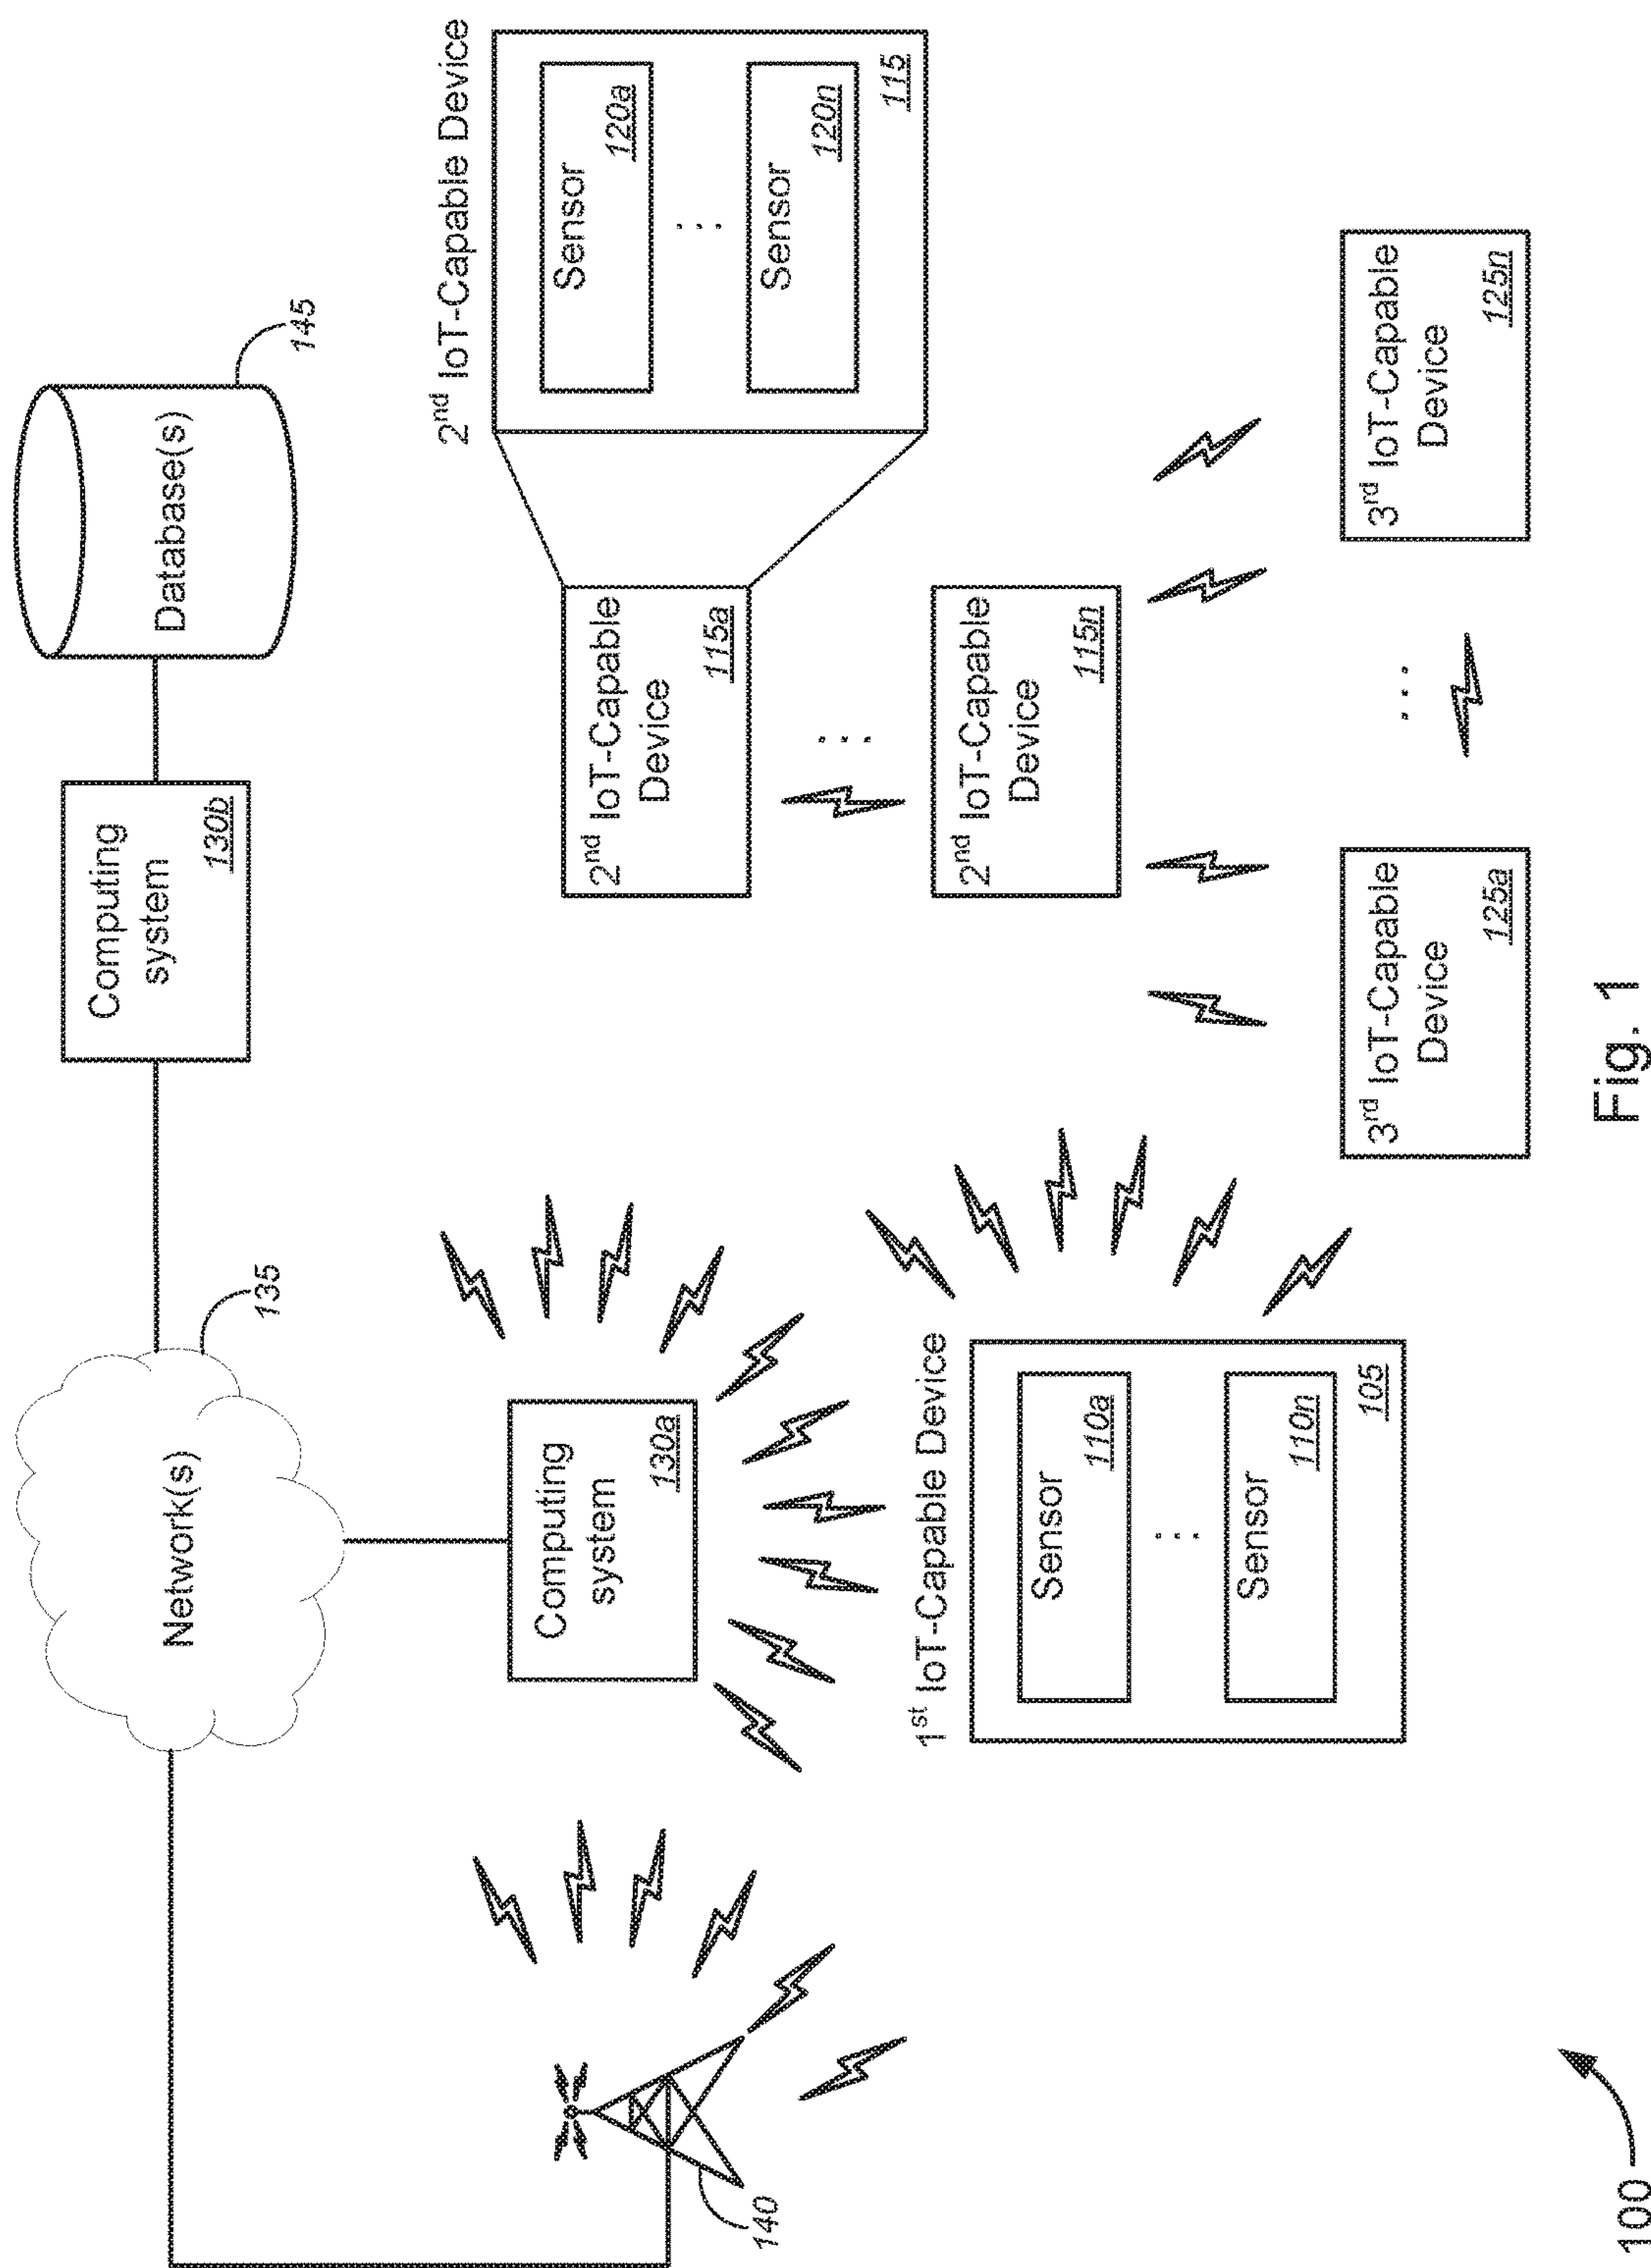 Network(s)
135
Computing
system
130b
Database(s)
145
140
Computing
system
130a
2nd IoT-Capable Device
Sensor
120a
...
Sensor
120n
115
2nd IoT-Capable
Device
115a
...
2nd IoT-Capable
Device
115n
1st IoT-Capable Device
Sensor
110a
...
Sensor
110n
105
3rd IoT-Capable
Device
125a
...
3rd IoT-Capable
Device
125n
100
Fig. 1